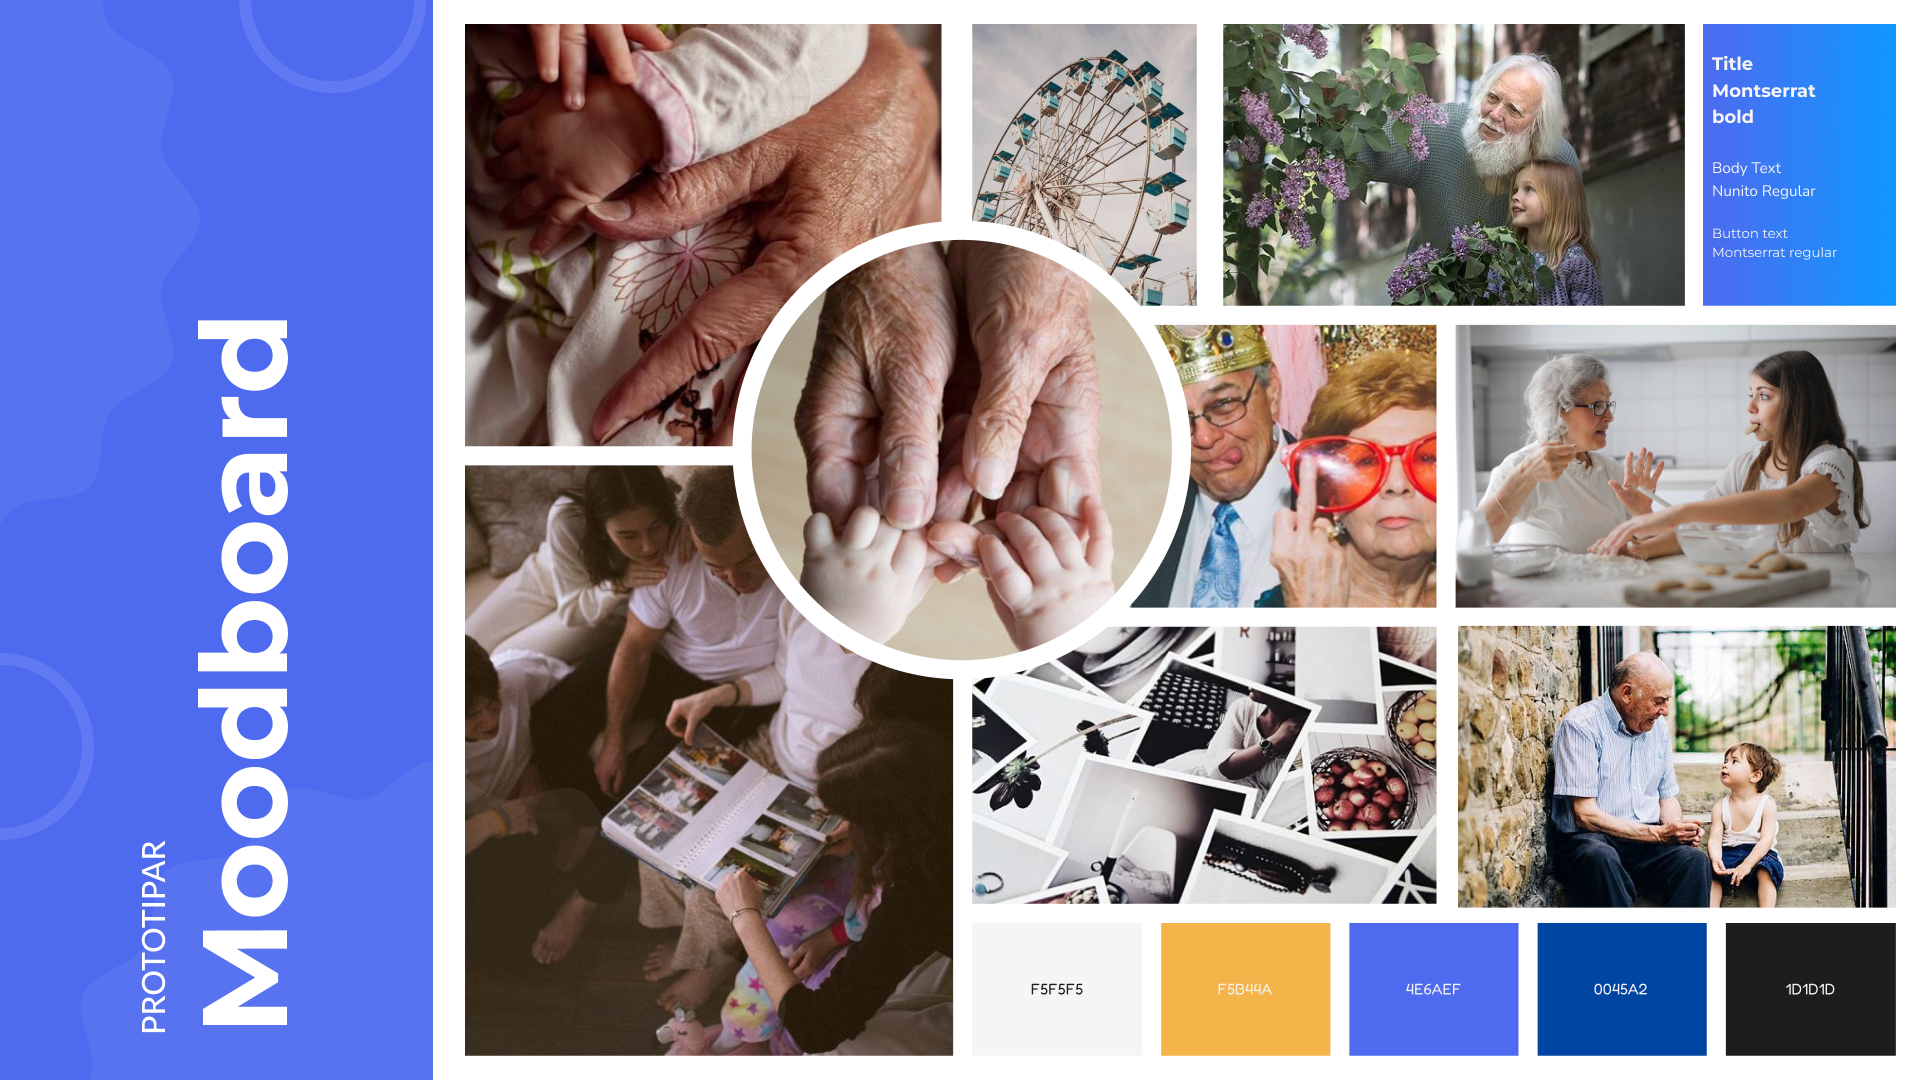 PROTOTIPAR
Moodboard
Title
Montserrat
bold
Body Text
Nunito Regular
Button text
Montserrat regular
R
F5F5F5
F5B44A
4E6AEF
0045A2
1D1D1D